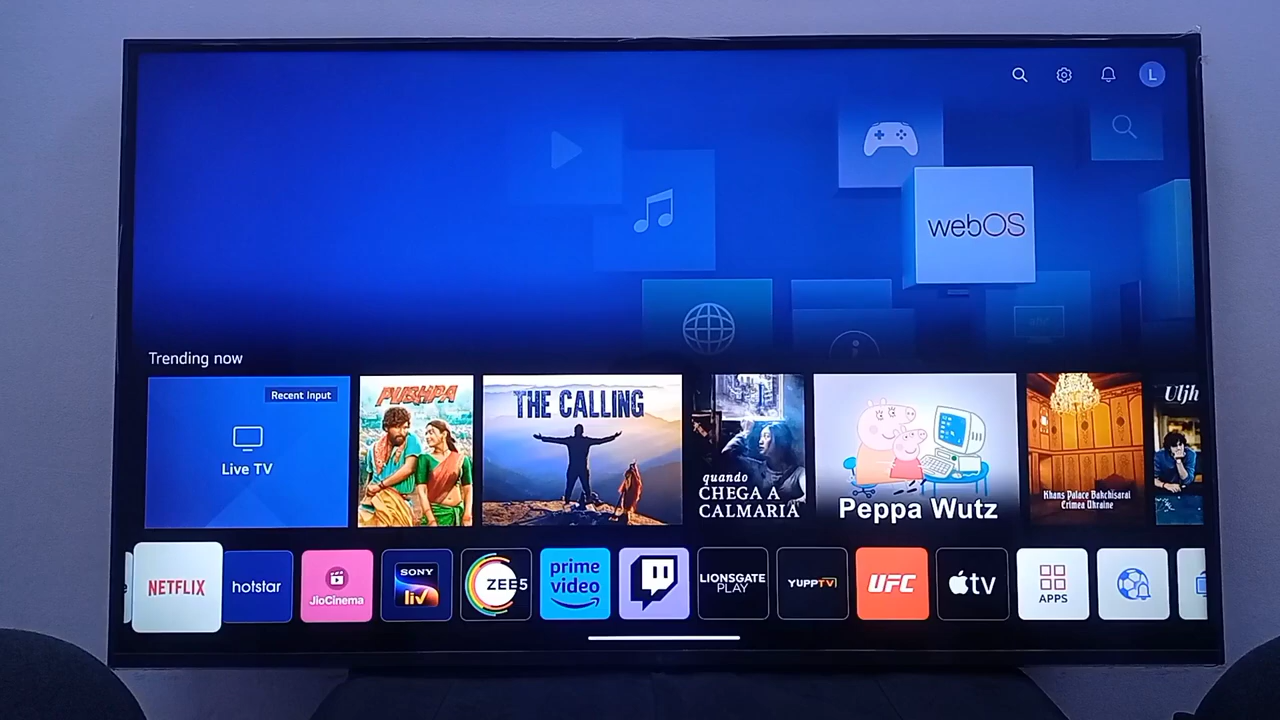 L
webOS
Trending now
Recent Input
Live TV
PUSHPA
THE CALLING
quando
CHEGA A
CALMARIA
Peppa Wutz
Khans Palace Bakchisarai
Crimea Ukraine
Uljh
NETFLIX
hotstar
JioCinema
SONY
liv
ZEE5
prime
video
LIONSGATE
PLAY
YUPPTV
UFC
tv
APPS